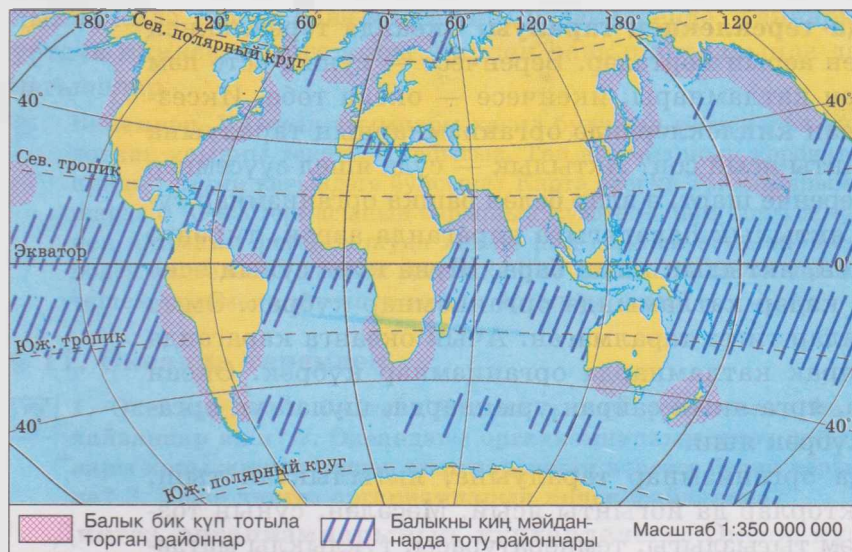 180°
120°
60°
0°
60°
120°
180°
120°
Сев. полярный круг
40°
40°
Сев. тропик
Экватор
0°
Юж. тропик
40°
40°
Юж. полярный круг
Балык бик күп тотыла
торган районнар
Балыкны киң мәйдан-
нарда тоту районнары
Масштаб 1:350 000 000